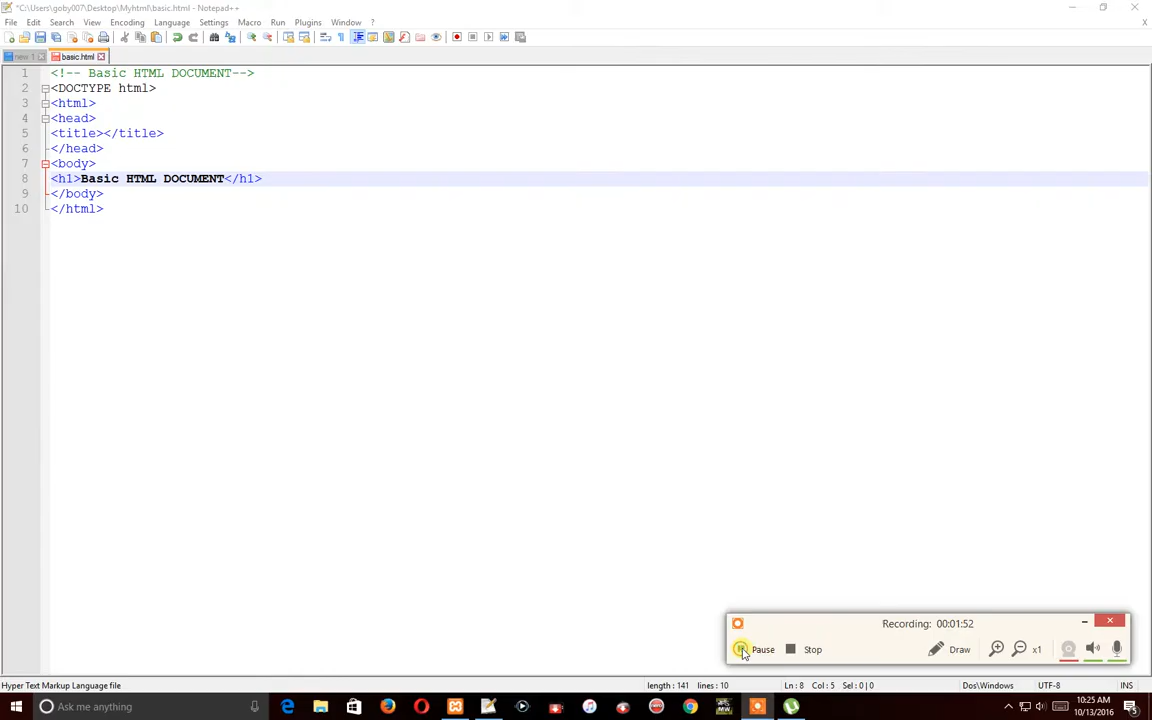 *C:\Users\goby007\Desktop\Myhtml\basic.html - Notepad++
File Edit Search View Encoding Language Settings Macro Run Plugins Window ? X
new 1 basic.html
1 <!-- Basic HTML DOCUMENT-->
2 <DOCTYPE html>
3 <html>
4 <head>
5 <title></title>
6 </head>
7 <body>
8 <h1>Basic HTML DOCUMENT</h1>
9 </body>
10 </html>
Recording: 00:01:52
Pause Stop Draw x1
Hyper Text Markup Language file length : 141 lines : 10 Ln : 8 Col : 5 Sel : 0 | 0 Dos\Windows UTF-8 INS
Ask me anything 10:25 AM
10/13/2016